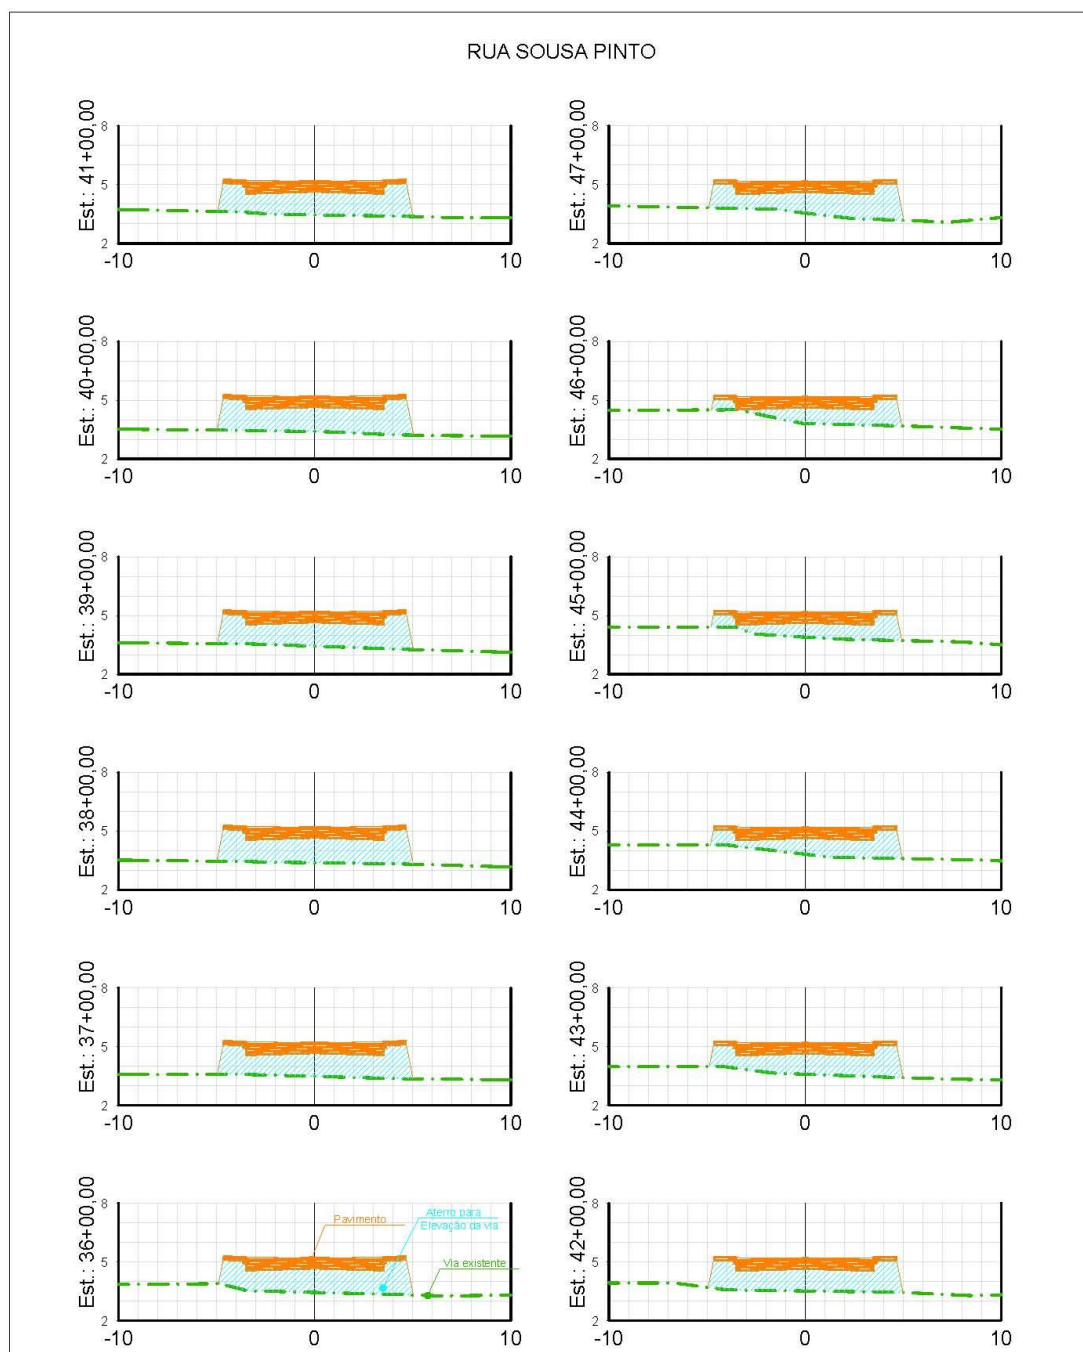 RUA SOUSA PINTO
Est.: 41+00,00
8
5
2
-10 0 10
Est.: 47+00,00
8
5
2
-10 0 10
Est.: 40+00,00
8
5
2
-10 0 10
Est.: 46+00,00
8
5
2
-10 0 10
Est.: 39+00,00
8
5
2
-10 0 10
Est.: 45+00,00
8
5
2
-10 0 10
Est.: 38+00,00
8
5
2
-10 0 10
Est.: 44+00,00
8
5
2
-10 0 10
Est.: 37+00,00
8
5
2
-10 0 10
Est.: 43+00,00
8
5
2
-10 0 10
Est.: 36+00,00
8
5
2
Pavimento
Aterro para
Elevação da via
Via existente
-10 0 10
Est.: 42+00,00
8
5
2
-10 0 10